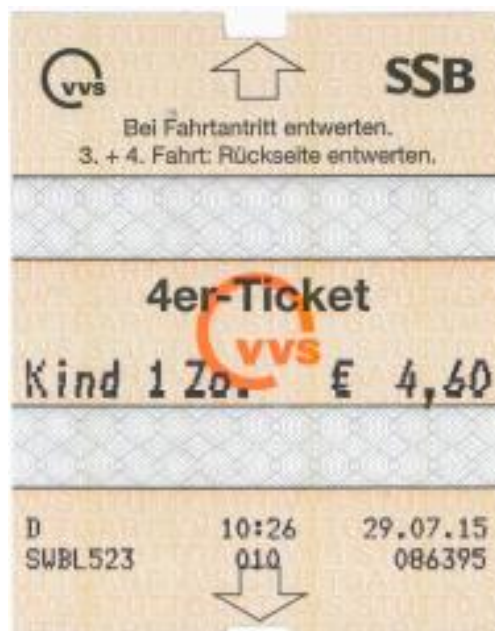 vvs SSB
Bei Fahrtantritt entwerten.
3. + 4. Fahrt: Rückseite entwerten.
4er-Ticket
vvs
Kind 1 Zo. € 4,60
D 10:26 29.07.15
SWBL523 010 086395